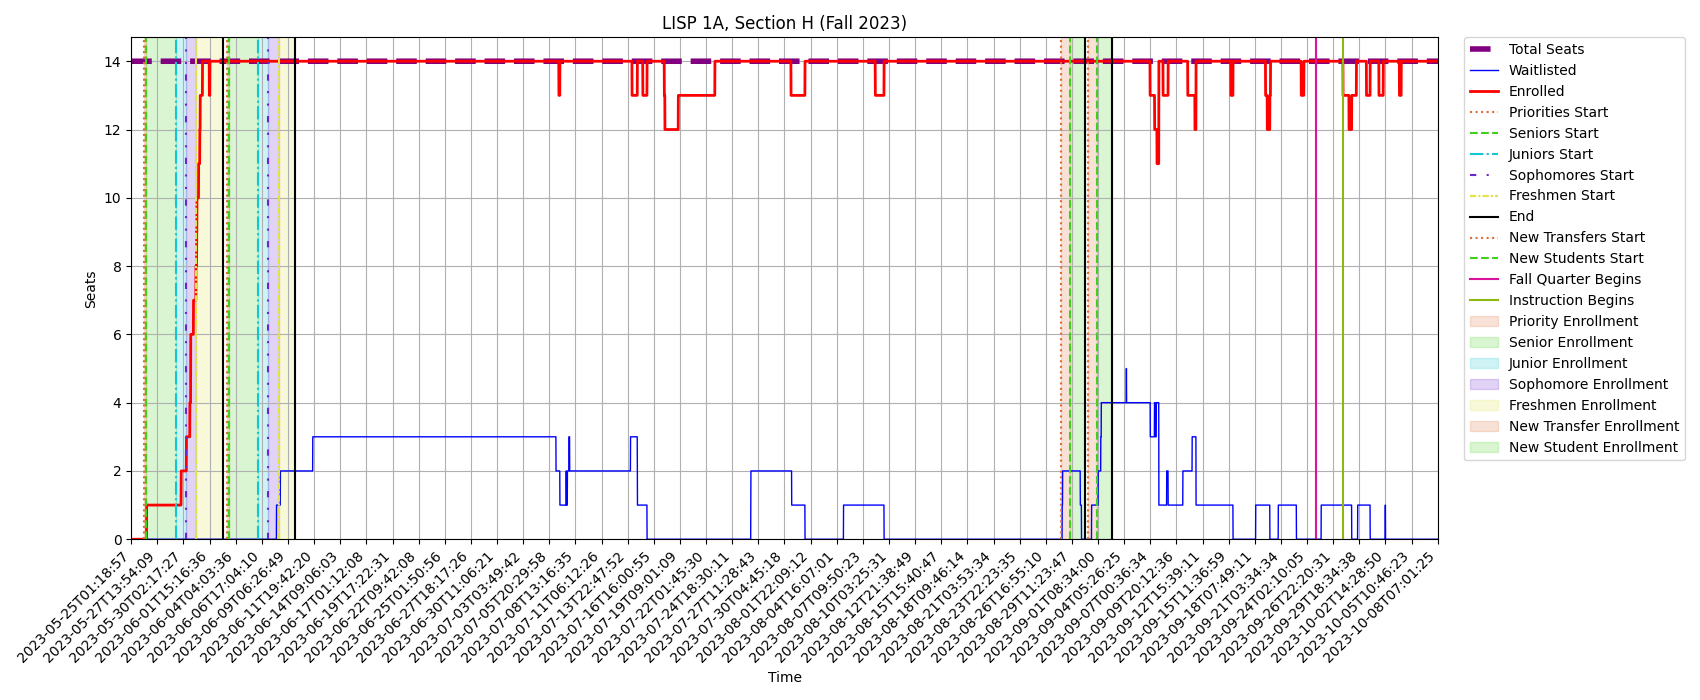 LISP 1A, Section H (Fall 2023)
Seats
14
12
10
8
6
4
2
0
2023-05-25T01:18:57
2023-05-27T13:54:09
2023-05-30T02:17:27
2023-06-01T15:16:36
2023-06-04T04:03:36
2023-06-06T17:04:10
2023-06-09T06:26:49
2023-06-11T19:42:20
2023-06-14T09:06:03
2023-06-17T01:12:08
2023-06-19T17:22:31
2023-06-22T09:42:08
2023-06-25T01:50:56
2023-06-27T18:17:26
2023-06-30T11:06:21
2023-07-03T03:49:42
2023-07-05T20:29:58
2023-07-08T13:16:35
2023-07-11T06:12:26
2023-07-13T22:47:52
2023-07-16T16:00:55
2023-07-19T09:01:09
2023-07-22T01:45:30
2023-07-24T18:30:11
2023-07-27T11:28:43
2023-07-30T04:45:18
2023-08-01T22:09:12
2023-08-04T16:07:01
2023-08-07T09:50:23
2023-08-10T03:25:31
2023-08-12T21:38:49
2023-08-15T15:40:47
2023-08-18T09:46:14
2023-08-21T03:53:34
2023-08-23T22:23:35
2023-08-26T16:55:10
2023-08-29T11:23:47
2023-09-01T08:34:00
2023-09-04T05:26:25
2023-09-07T00:36:34
2023-09-09T20:12:36
2023-09-12T15:39:11
2023-09-15T11:36:59
2023-09-18T07:49:11
2023-09-21T03:34:34
2023-09-24T02:10:05
2023-09-26T22:20:31
2023-09-29T18:34:38
2023-10-02T14:28:50
2023-10-05T10:46:23
2023-10-08T07:01:25
Time
Total Seats
Waitlisted
Enrolled
Priorities Start
Seniors Start
Juniors Start
Sophomores Start
Freshmen Start
End
New Transfers Start
New Students Start
Fall Quarter Begins
Instruction Begins
Priority Enrollment
Senior Enrollment
Junior Enrollment
Sophomore Enrollment
Freshmen Enrollment
New Transfer Enrollment
New Student Enrollment